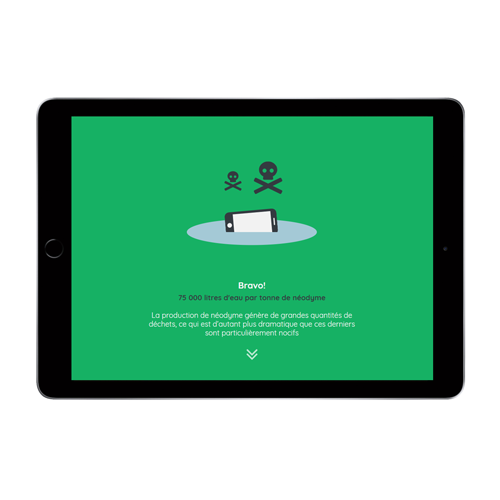 Bravo!
75 000 litres d'eau par tonne de néodyme
La production de néodyme génère de grandes quantités de
déchets, ce qui est d'autant plus dramatique que ces derniers
sont particulièrement nocifs